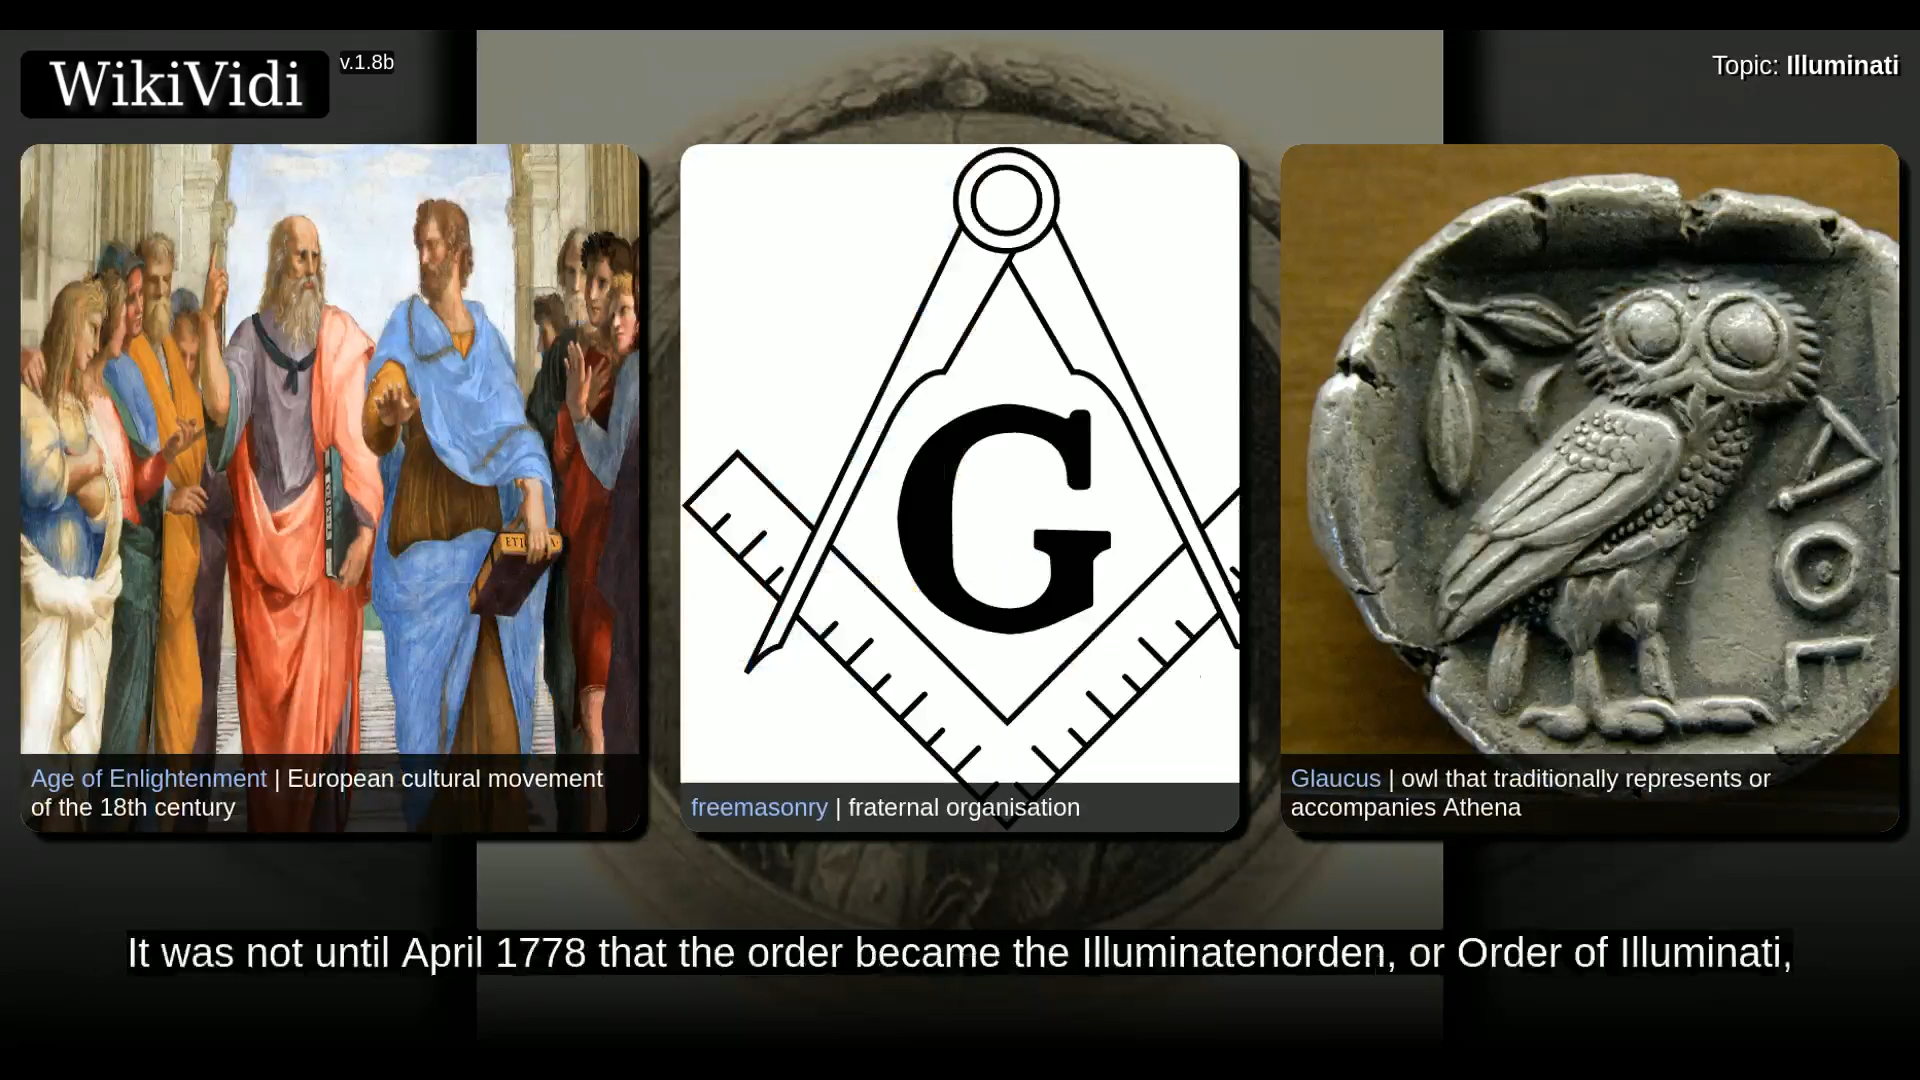 WikiVidi
v.1.8b
Topic: Illuminati
ETI
G
ΑΘΕ
Age of Enlightenment | European cultural movement
of the 18th century
freemasonry | fraternal organisation
Glaucus | owl that traditionally represents or
accompanies Athena
It was not until April 1778 that the order became the Illuminatenorden, or Order of Illuminati,